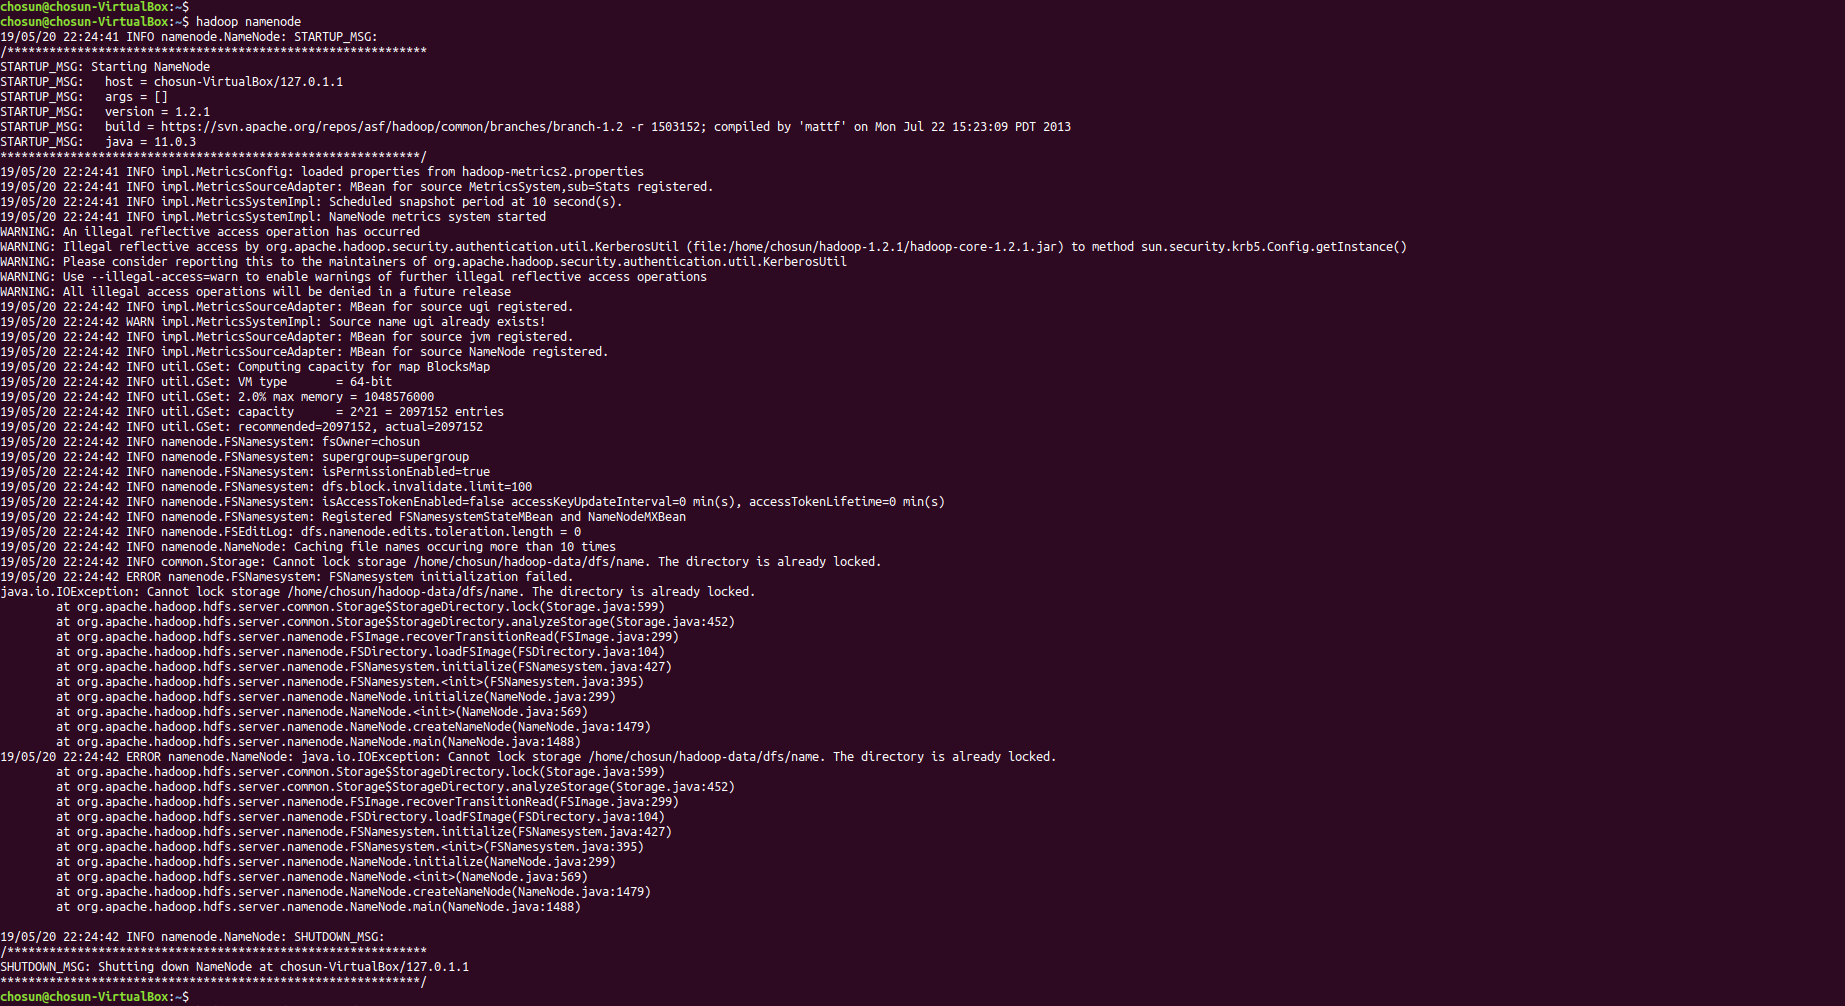 chosun@chosun-VirtualBox:~$
chosun@chosun-VirtualBox:~$ hadoop namenode
19/05/20 22:24:41 INFO namenode.NameNode: STARTUP_MSG:
/************************************************************
STARTUP_MSG: Starting NameNode
STARTUP_MSG:   host = chosun-VirtualBox/127.0.1.1
STARTUP_MSG:   args = []
STARTUP_MSG:   version = 1.2.1
STARTUP_MSG:   build = https://svn.apache.org/repos/asf/hadoop/common/branches/branch-1.2 -r 1503152; compiled by 'mattf' on Mon Jul 22 15:23:09 PDT 2013
STARTUP_MSG:   java = 11.0.3
************************************************************/
19/05/20 22:24:41 INFO impl.MetricsConfig: loaded properties from hadoop-metrics2.properties
19/05/20 22:24:41 INFO impl.MetricsSourceAdapter: MBean for source MetricsSystem,sub=Stats registered.
19/05/20 22:24:41 INFO impl.MetricsSystemImpl: Scheduled snapshot period at 10 second(s).
19/05/20 22:24:41 INFO impl.MetricsSystemImpl: NameNode metrics system started
WARNING: An illegal reflective access operation has occurred
WARNING: Illegal reflective access by org.apache.hadoop.security.authentication.util.KerberosUtil (file:/home/chosun/hadoop-1.2.1/hadoop-core-1.2.1.jar) to method sun.security.krb5.Config.getInstance()
WARNING: Please consider reporting this to the maintainers of org.apache.hadoop.security.authentication.util.KerberosUtil
WARNING: Use --illegal-access=warn to enable warnings of further illegal reflective access operations
WARNING: All illegal access operations will be denied in a future release
19/05/20 22:24:42 INFO impl.MetricsSourceAdapter: MBean for source ugi registered.
19/05/20 22:24:42 WARN impl.MetricsSystemImpl: Source name ugi already exists!
19/05/20 22:24:42 INFO impl.MetricsSourceAdapter: MBean for source jvm registered.
19/05/20 22:24:42 INFO impl.MetricsSourceAdapter: MBean for source NameNode registered.
19/05/20 22:24:42 INFO util.GSet: Computing capacity for map BlocksMap
19/05/20 22:24:42 INFO util.GSet: VM type       = 64-bit
19/05/20 22:24:42 INFO util.GSet: 2.0% max memory = 1048576000
19/05/20 22:24:42 INFO util.GSet: capacity      = 2^21 = 2097152 entries
19/05/20 22:24:42 INFO util.GSet: recommended=2097152, actual=2097152
19/05/20 22:24:42 INFO namenode.FSNamesystem: fsOwner=chosun
19/05/20 22:24:42 INFO namenode.FSNamesystem: supergroup=supergroup
19/05/20 22:24:42 INFO namenode.FSNamesystem: isPermissionEnabled=true
19/05/20 22:24:42 INFO namenode.FSNamesystem: dfs.block.invalidate.limit=100
19/05/20 22:24:42 INFO namenode.FSNamesystem: isAccessTokenEnabled=false accessKeyUpdateInterval=0 min(s), accessTokenLifetime=0 min(s)
19/05/20 22:24:42 INFO namenode.FSNamesystem: Registered FSNamesystemStateMBean and NameNodeMXBean
19/05/20 22:24:42 INFO namenode.FSEditLog: dfs.namenode.edits.toleration.length = 0
19/05/20 22:24:42 INFO namenode.NameNode: Caching file names occuring more than 10 times
19/05/20 22:24:42 INFO common.Storage: Cannot lock storage /home/chosun/hadoop-data/dfs/name. The directory is already locked.
19/05/20 22:24:42 ERROR namenode.FSNamesystem: FSNamesystem initialization failed.
java.io.IOException: Cannot lock storage /home/chosun/hadoop-data/dfs/name. The directory is already locked.
        at org.apache.hadoop.hdfs.server.common.Storage$StorageDirectory.lock(Storage.java:599)
        at org.apache.hadoop.hdfs.server.common.Storage$StorageDirectory.analyzeStorage(Storage.java:452)
        at org.apache.hadoop.hdfs.server.namenode.FSImage.recoverTransitionRead(FSImage.java:299)
        at org.apache.hadoop.hdfs.server.namenode.FSDirectory.loadFSImage(FSDirectory.java:104)
        at org.apache.hadoop.hdfs.server.namenode.FSNamesystem.initialize(FSNamesystem.java:427)
        at org.apache.hadoop.hdfs.server.namenode.FSNamesystem.<init>(FSNamesystem.java:395)
        at org.apache.hadoop.hdfs.server.namenode.NameNode.initialize(NameNode.java:299)
        at org.apache.hadoop.hdfs.server.namenode.NameNode.<init>(NameNode.java:569)
        at org.apache.hadoop.hdfs.server.namenode.NameNode.createNameNode(NameNode.java:1479)
        at org.apache.hadoop.hdfs.server.namenode.NameNode.main(NameNode.java:1488)
19/05/20 22:24:42 ERROR namenode.NameNode: java.io.IOException: Cannot lock storage /home/chosun/hadoop-data/dfs/name. The directory is already locked.
        at org.apache.hadoop.hdfs.server.common.Storage$StorageDirectory.lock(Storage.java:599)
        at org.apache.hadoop.hdfs.server.common.Storage$StorageDirectory.analyzeStorage(Storage.java:452)
        at org.apache.hadoop.hdfs.server.namenode.FSImage.recoverTransitionRead(FSImage.java:299)
        at org.apache.hadoop.hdfs.server.namenode.FSDirectory.loadFSImage(FSDirectory.java:104)
        at org.apache.hadoop.hdfs.server.namenode.FSNamesystem.initialize(FSNamesystem.java:427)
        at org.apache.hadoop.hdfs.server.namenode.FSNamesystem.<init>(FSNamesystem.java:395)
        at org.apache.hadoop.hdfs.server.namenode.NameNode.initialize(NameNode.java:299)
        at org.apache.hadoop.hdfs.server.namenode.NameNode.<init>(NameNode.java:569)
        at org.apache.hadoop.hdfs.server.namenode.NameNode.createNameNode(NameNode.java:1479)
        at org.apache.hadoop.hdfs.server.namenode.NameNode.main(NameNode.java:1488)

19/05/20 22:24:42 INFO namenode.NameNode: SHUTDOWN_MSG:
/************************************************************
SHUTDOWN_MSG: Shutting down NameNode at chosun-VirtualBox/127.0.1.1
************************************************************/
chosun@chosun-VirtualBox:~$